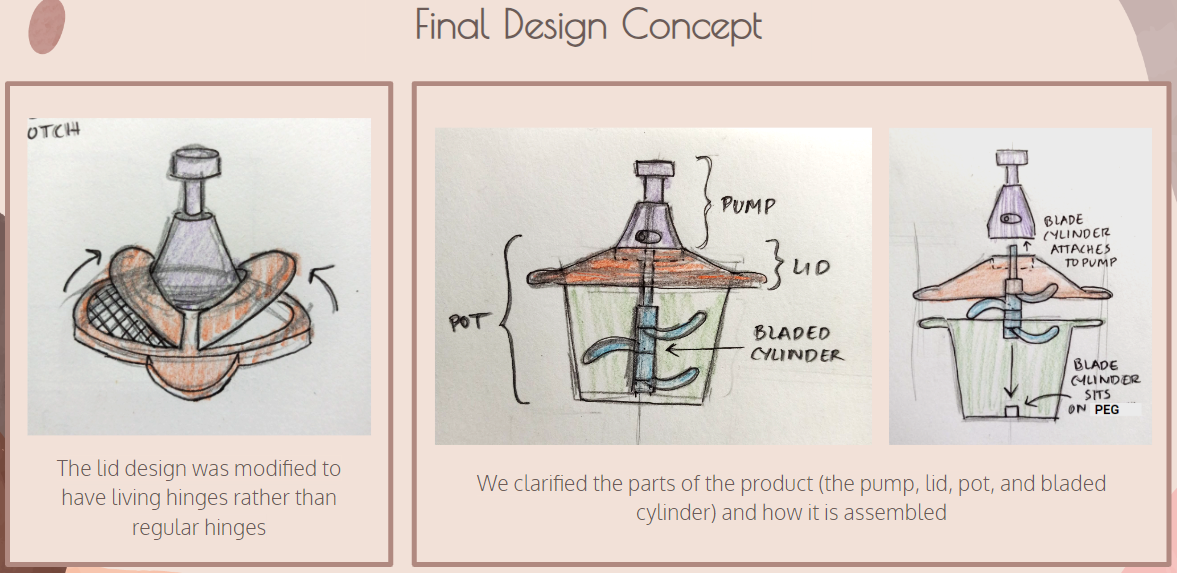 Final Design Concept
OTCH
The lid design was modified to
have living hinges rather than
regular hinges
PUMP
LID
POT
BLADED
CYLINDER
BLADE
CYLINDER
ATTACHES
TO PUMP
BLADE
CYLINDER
SITS
ON PEG
We clarified the parts of the product (the pump, lid, pot, and bladed
cylinder) and how it is assembled